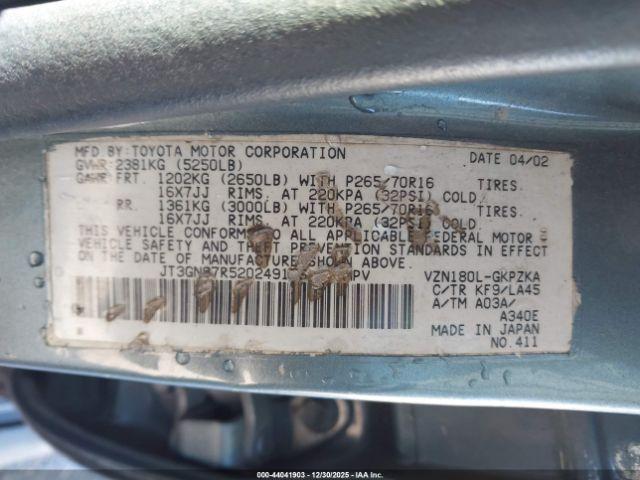 MFD BY: TOYOTA MOTOR CORPORATION DATE 04/02
GVWR: 2381KG (5250LB)
GAWR: FRT. 1202KG (2650LB) WITH P265/70R16 TIRES,
16X7JJ RIMS, AT 220KPA (32PSI) COLD
RR. 1361KG (3000LB) WITH P265/70R16 TIRES,
16X7JJ RIMS, AT 220KPA (32PSI) COLD
THIS VEHICLE CONFORMS TO ALL APPLICABLE FEDERAL MOTOR
VEHICLE SAFETY AND THEFT PREVENTION STANDARDS IN EFFECT
ON THE DATE OF MANUFACTURE SHOWN ABOVE
MPV VZN180L-GKPZKA
C/TR KF9/LA45
A/TM A03A/
A340E
MADE IN JAPAN
NO.411
000-44041903 - 12/30/2025 - IAA Inc.